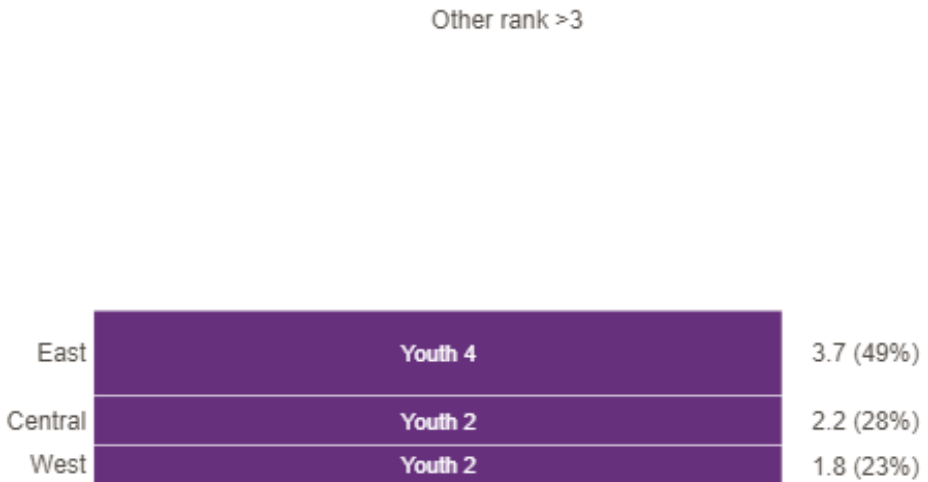 Other rank >3
East Youth 4 3.7 (49%)
Central Youth 2 2.2 (28%)
West Youth 2 1.8 (23%)